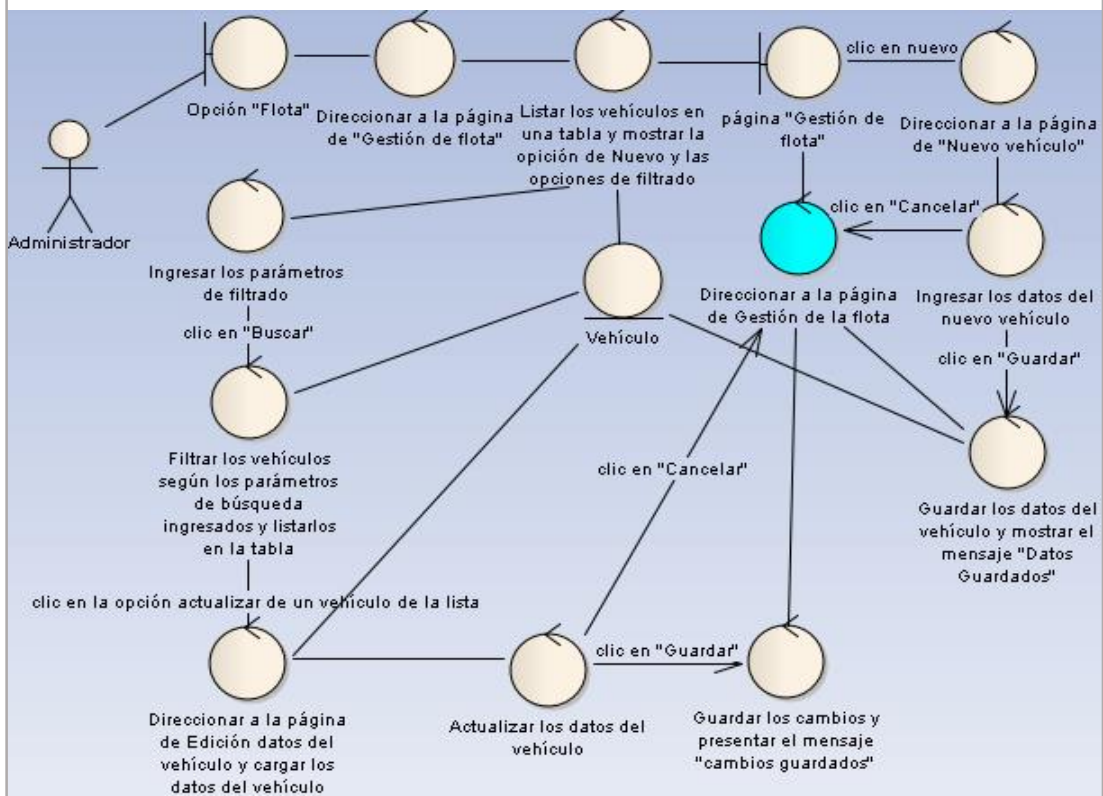 clic en nuevo
Opción "Flota"
Direccionar a la página
de "Gestión de flota"
Listar los vehículos en
una tabla y mostrar la
opición de Nuevo y las
opciones de filtrado
página "Gestión de
flota"
Direccionar a la página
de "Nuevo vehículo"
Administrador
clic en "Cancelar"
Ingresar los parámetros
de filtrado
clic en "Buscar"
Vehículo
Direccionar a la página
de Gestión de la flota
Ingresar los datos del
nuevo vehículo
clic en "Guardar"
Filtrar los vehículos
según los parámetros
de búsqueda
ingresados y listarlos
en la tabla
clic en "Cancelar"
Guardar los datos del
vehículo y mostrar el
mensaje "Datos
Guardados"
clic en la opción actualizar de un vehículo de la lista
clic en "Guardar"
Direccionar a la página
de Edición datos del
vehículo y cargar los
datos del vehículo
Actualizar los datos del
vehículo
Guardar los cambios y
presentar el mensaje
"cambios guardados"